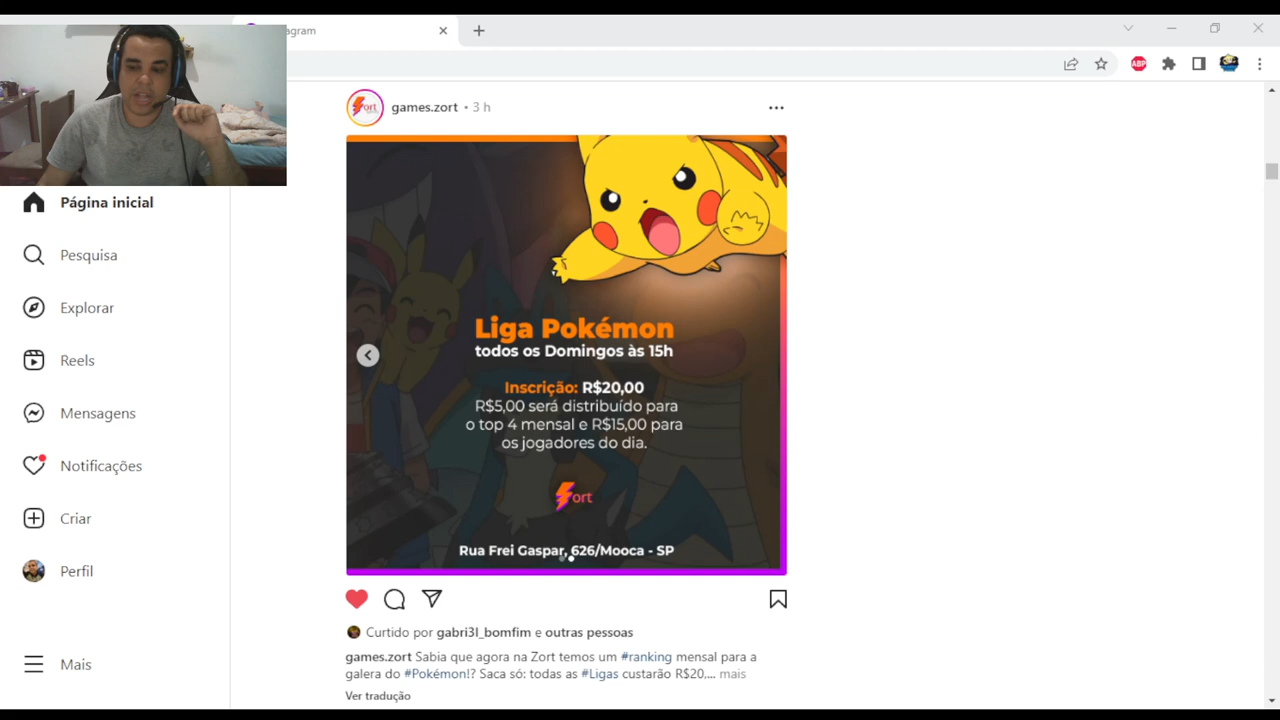 agram
ABP
Zort
games.zort • 3 h
Página inicial
Pesquisa
Explorar
Reels
Mensagens
Notificações
Criar
Perfil
Mais
Liga Pokémon
todos os Domingos às 15h
Inscrição: R$20,00
R$5,00 será distribuído para
o top 4 mensal e R$15,00 para
os jogadores do dia.
Zort
Rua Frei Gaspar, 626/Mooca - SP
Curtido por gabri3l_bomfim e outras pessoas
games.zort Sabia que agora na Zort temos um #ranking mensal para a
galera do #Pokémon!? Saca só: todas as #Ligas custarão R$20,... mais
Ver tradução